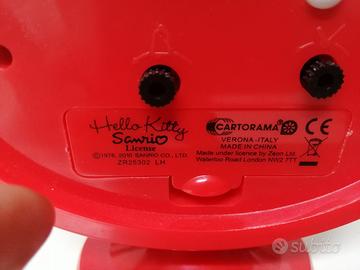 Hello Kitty
Sanrio
License
©1976, 2010 SANRIO CO., LTD.
ZR25302 LH
CARTORAMA
CE
VERONA - ITALY
MADE IN CHINA
Made under licence by Zeon Ltd.
Waterloo Road London NW2 7TT
subito